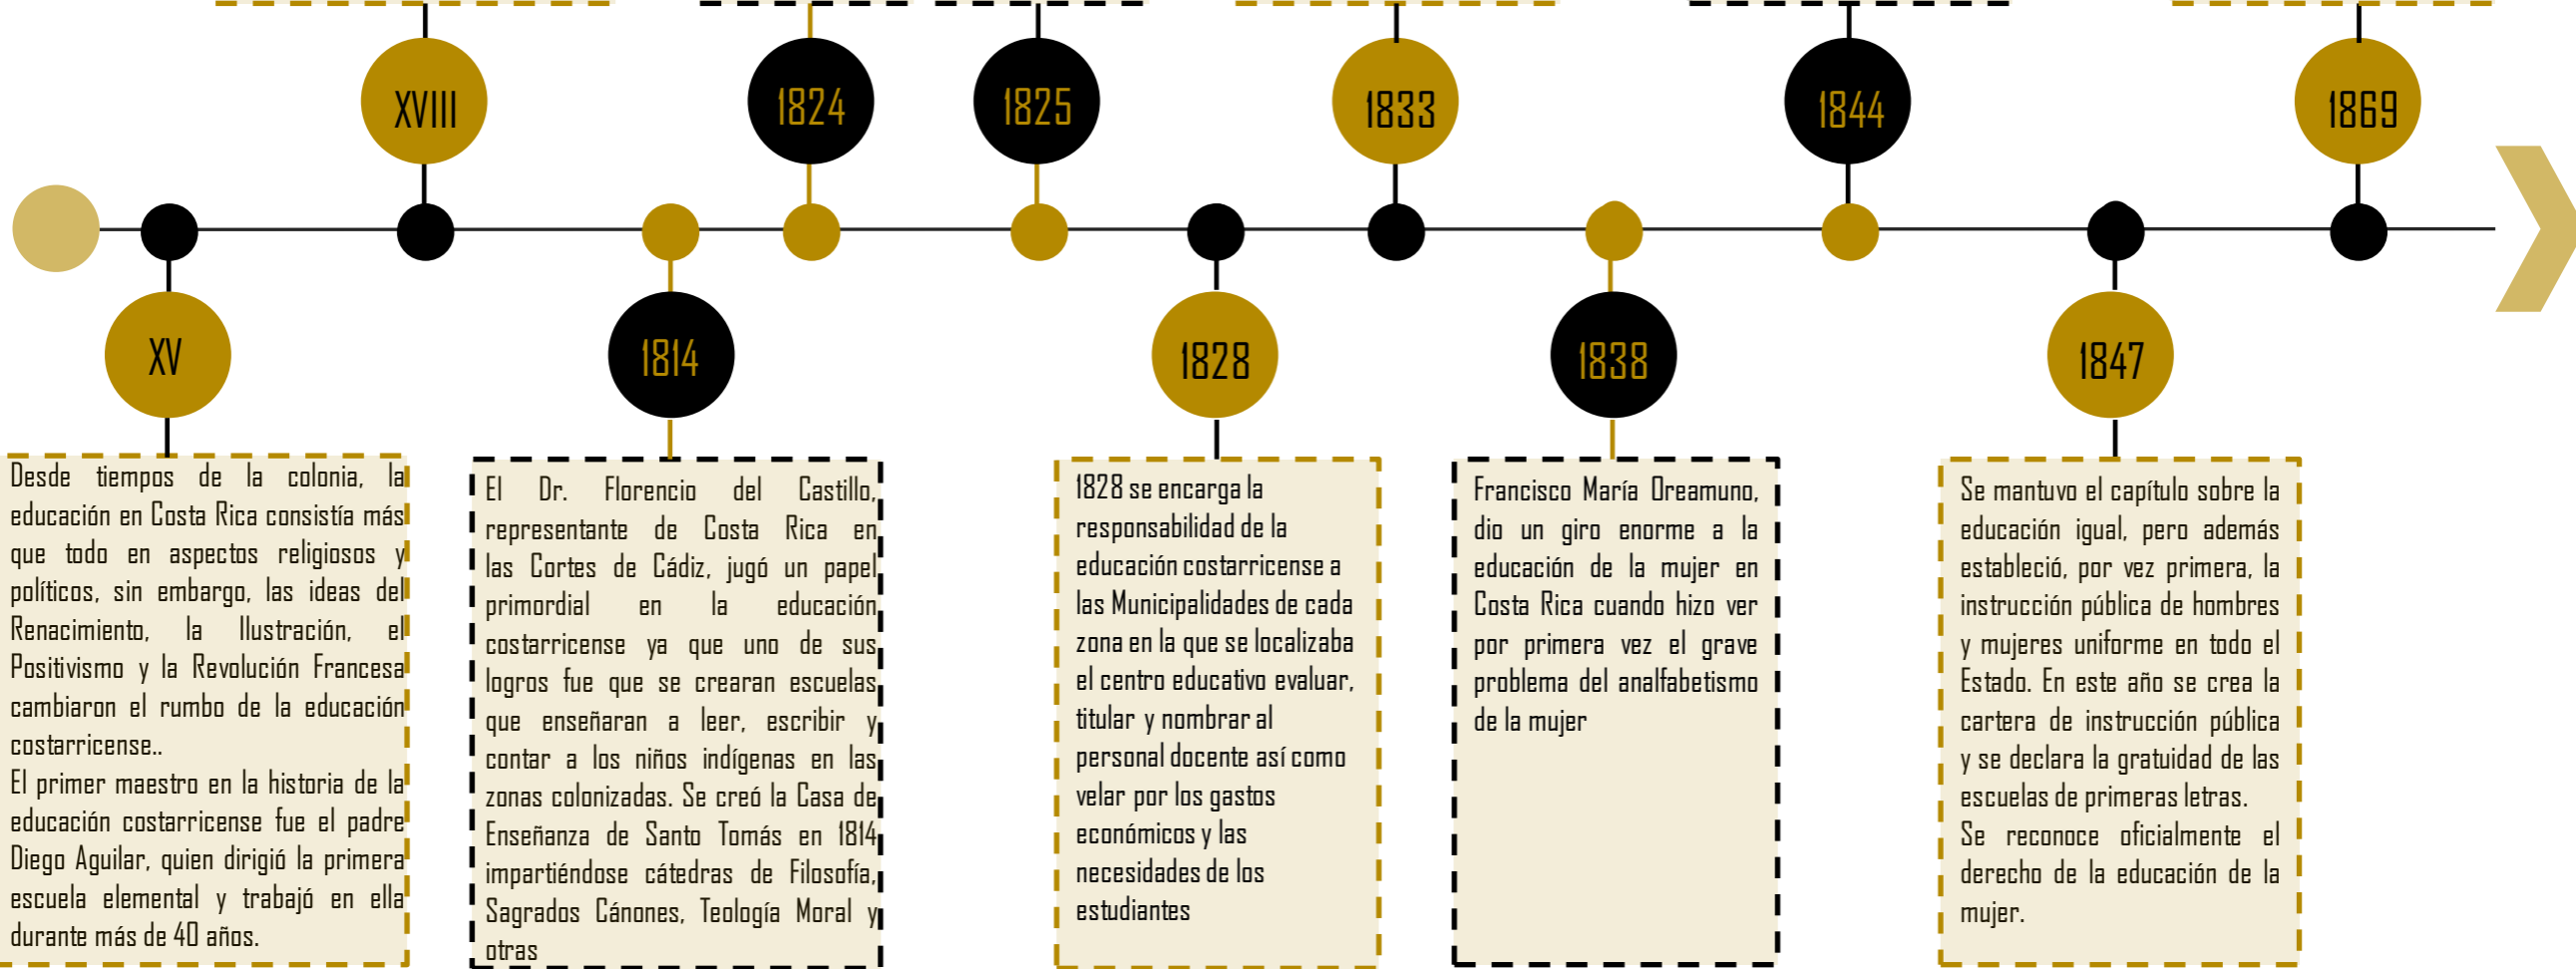 XVIII
1824
1825
1833
1844
1869
XV
1814
1828
1838
1847
Desde tiempos de la colonia, la
educación en Costa Rica consistía más
que todo en aspectos religiosos y
políticos, sin embargo, las ideas del
Renacimiento, la Ilustración, el
Positivismo y la Revolución Francesa
cambiaron el rumbo de la educación
costarricense..
El primer maestro en la historia de la
educación costarricense fue el padre
Diego Aguilar, quien dirigió la primera
escuela elemental y trabajó en ella
durante más de 40 años.
El Dr. Florencio del Castillo,
representante de Costa Rica en
las Cortes de Cádiz, jugó un papel
primordial en la educación
costarricense ya que uno de sus
logros fue que se crearan escuelas
que enseñaran a leer, escribir y
contar a los niños indígenas en las
zonas colonizadas. Se creó la Casa de
Enseñanza de Santo Tomás en 1814
impartiéndose cátedras de Filosofía,
Sagrados Cánones, Teología Moral y
otras
1828 se encarga la
responsabilidad de la
educación costarricense a
las Municipalidades de cada
zona en la que se localizaba
el centro educativo evaluar,
titular y nombrar al
personal docente así como
velar por los gastos
económicos y las
necesidades de los
estudiantes
Francisco María Oreamuno,
dio un giro enorme a la
educación de la mujer en
Costa Rica cuando hizo ver
por primera vez el grave
problema del analfabetismo
de la mujer
Se mantuvo el capítulo sobre la
educación igual, pero además
estableció, por vez primera, la
instrucción pública de hombres
y mujeres uniforme en todo el
Estado. En este año se crea la
cartera de instrucción pública
y se declara la gratuidad de las
escuelas de primeras letras.
Se reconoce oficialmente el
derecho de la educación de la
mujer.